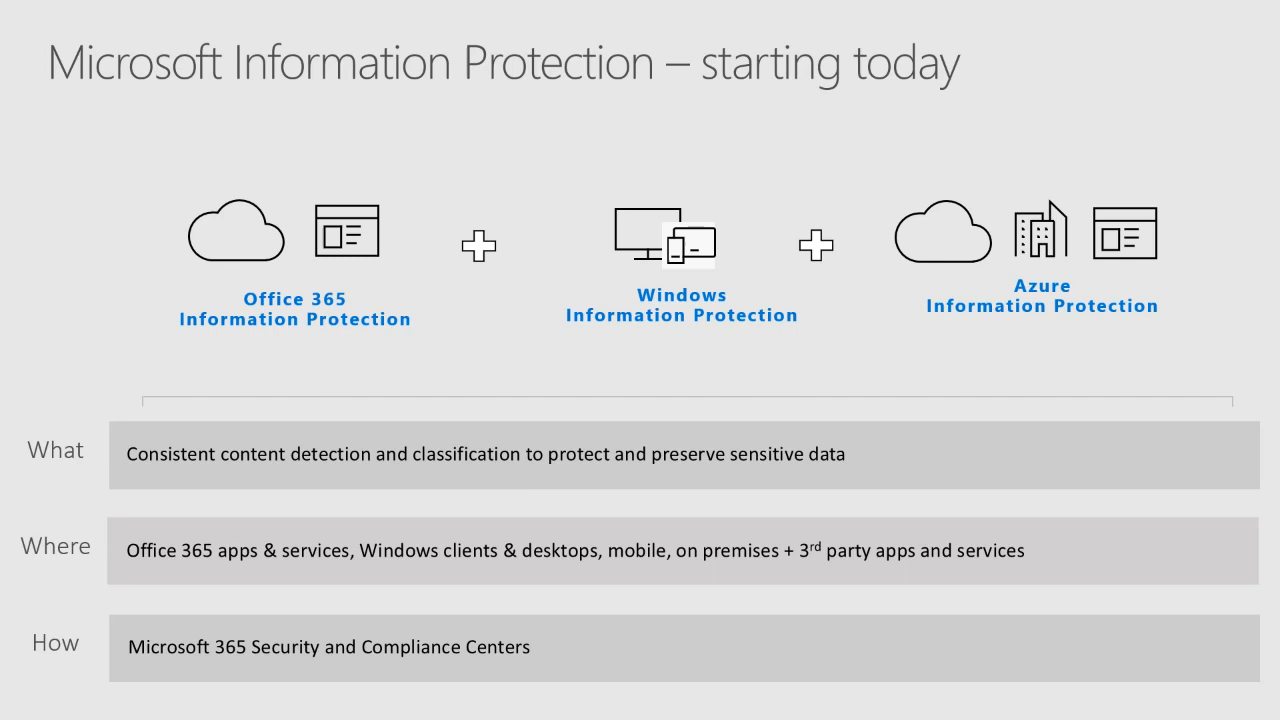 Microsoft Information Protection – starting today
Office 365
Information Protection
Windows
Information Protection
Azure
Information Protection
What
Consistent content detection and classification to protect and preserve sensitive data
Where
Office 365 apps & services, Windows clients & desktops, mobile, on premises + 3rd party apps and services
How
Microsoft 365 Security and Compliance Centers